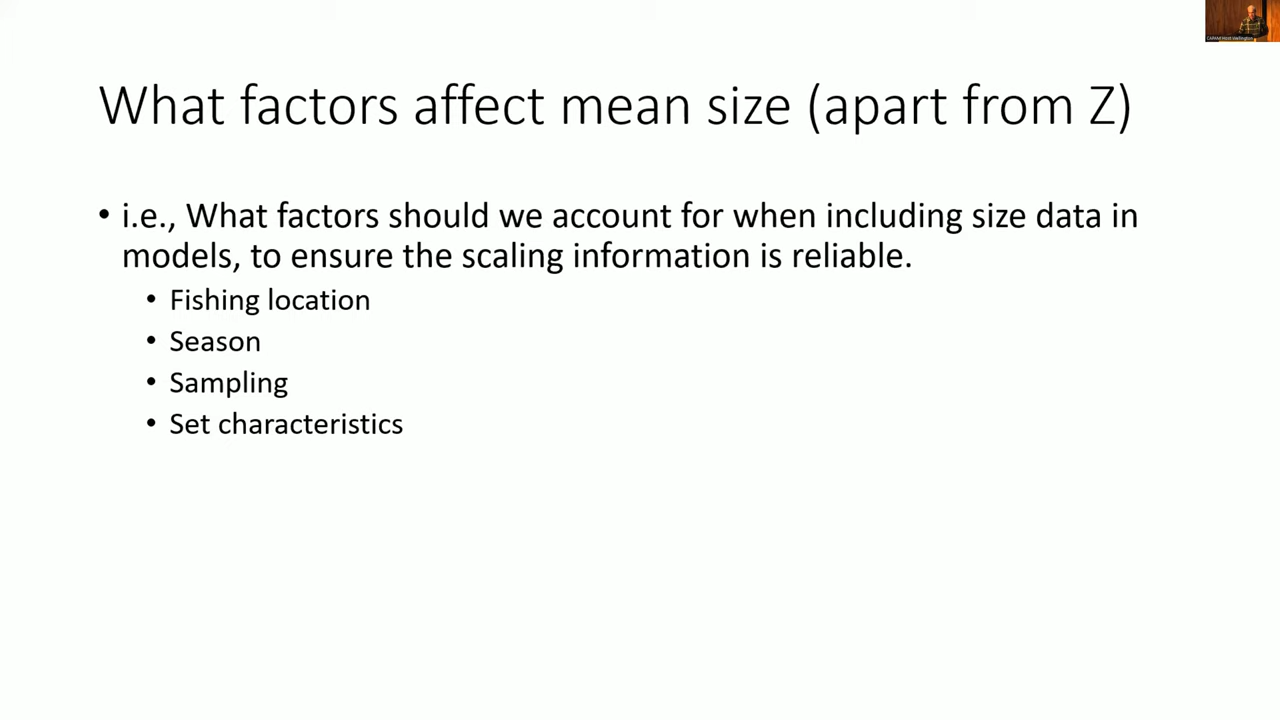 What factors affect mean size (apart from Z)
• i.e., What factors should we account for when including size data in
models, to ensure the scaling information is reliable.
• Fishing location
• Season
• Sampling
• Set characteristics